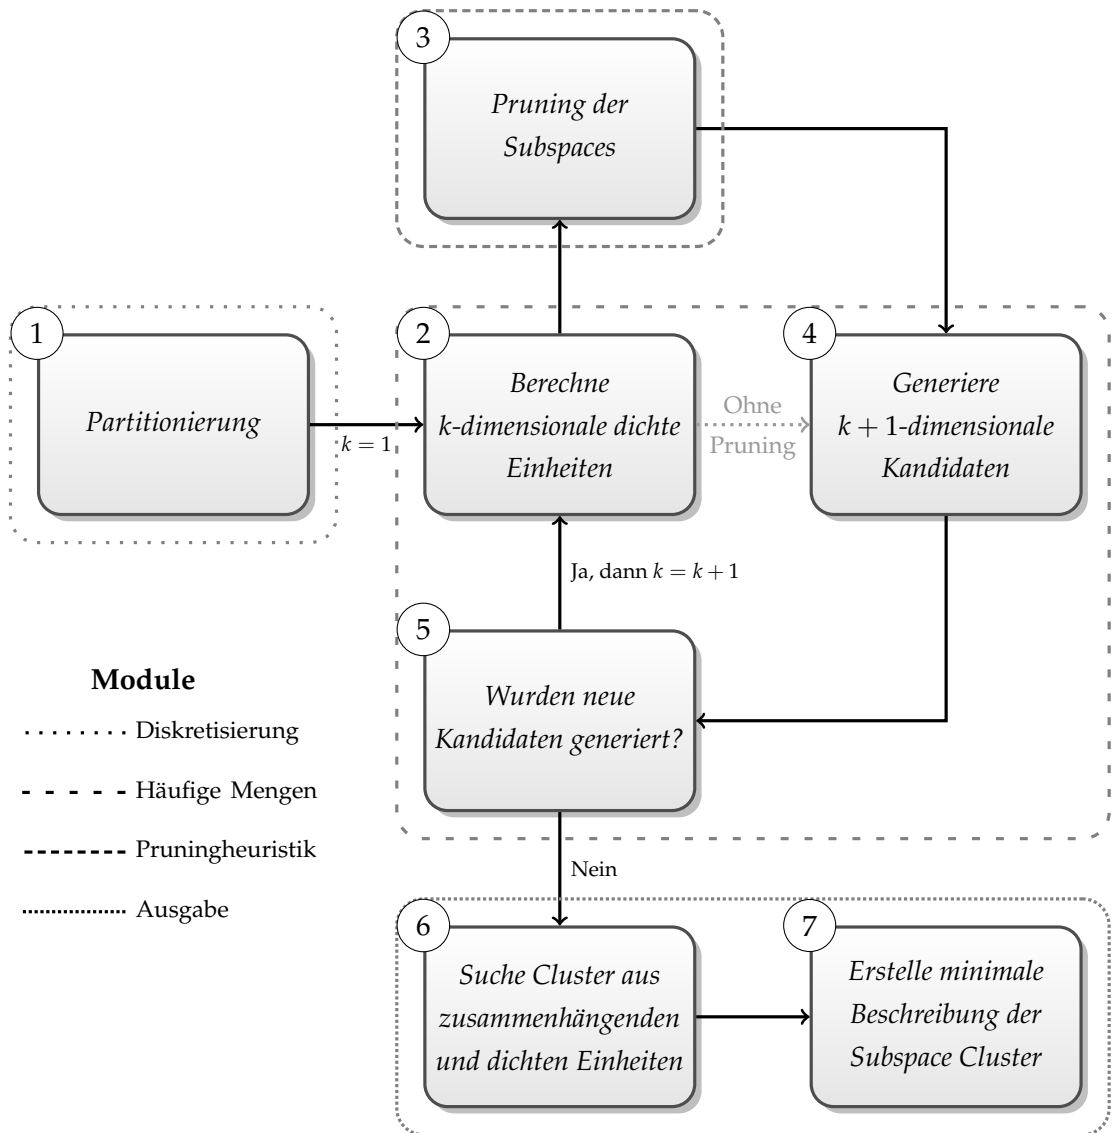 3
Pruning der
Subspaces
1
Partitionierung
k = 1
2
Berechne
k-dimensionale dichte
Einheiten
Ohne
Pruning
4
Generiere
k + 1-dimensionale
Kandidaten
Ja, dann k = k + 1
5
Wurden neue
Kandidaten generiert?
Nein
Module
Diskretisierung
Häufige Mengen
Pruningheuristik
Ausgabe
6
Suche Cluster aus
zusammenhängenden
und dichten Einheiten
7
Erstelle minimale
Beschreibung der
Subspace Cluster